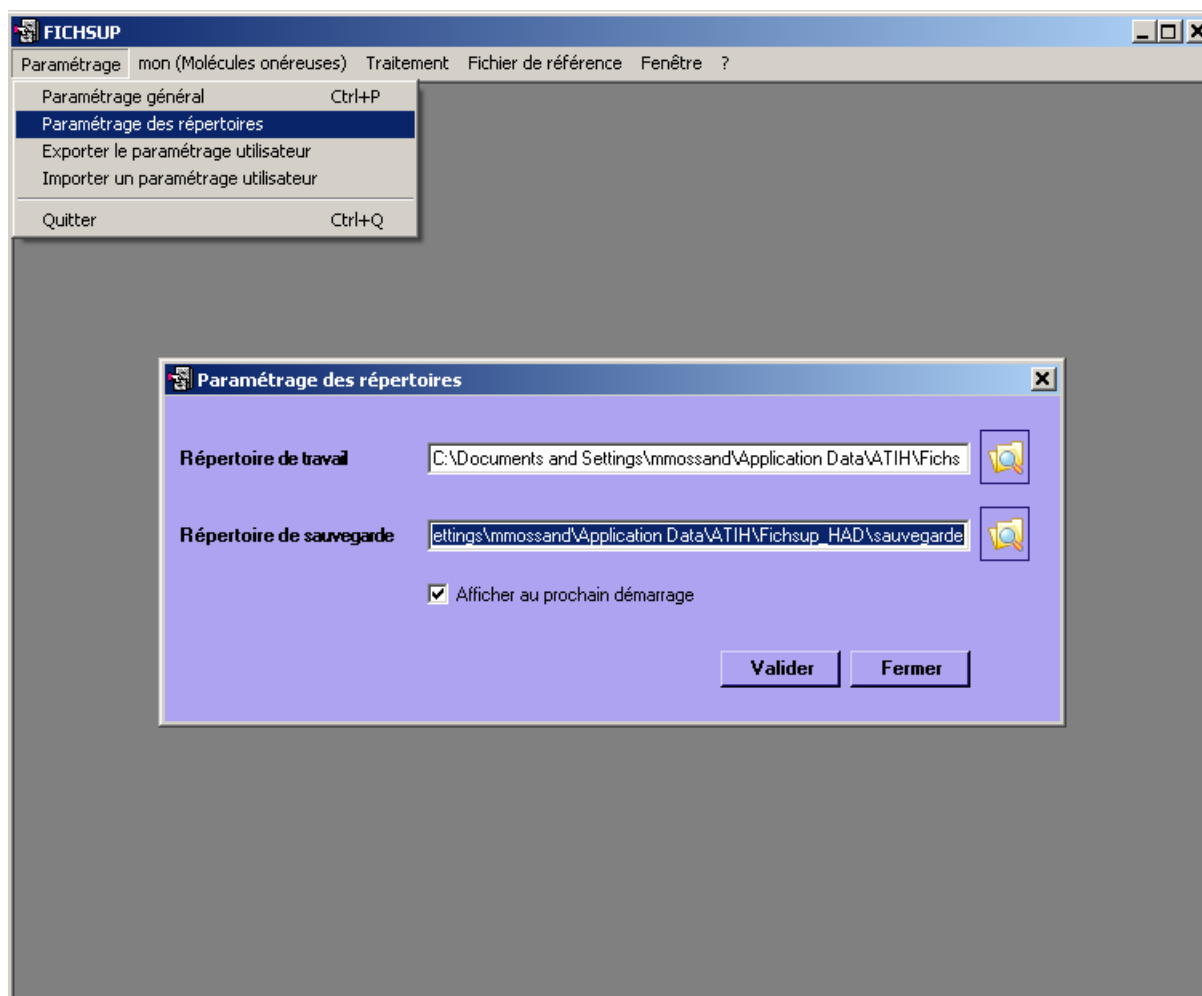 FICHSUP
Paramétrage mon (Molécules onéreuses) Traitement Fichier de référence Fenêtre ?
Paramétrage général Ctrl+P
Paramétrage des répertoires
Exporter le paramétrage utilisateur
Importer un paramétrage utilisateur
Quitter Ctrl+Q
Paramétrage des répertoires
Répertoire de travail C:\Documents and Settings\mmossand\Application Data\ATIH\Fichs
Répertoire de sauvegarde ettings\mmossand\Application Data\ATIH\Fichsup_HAD\sauvegarde
Afficher au prochain démarrage
Valider Fermer